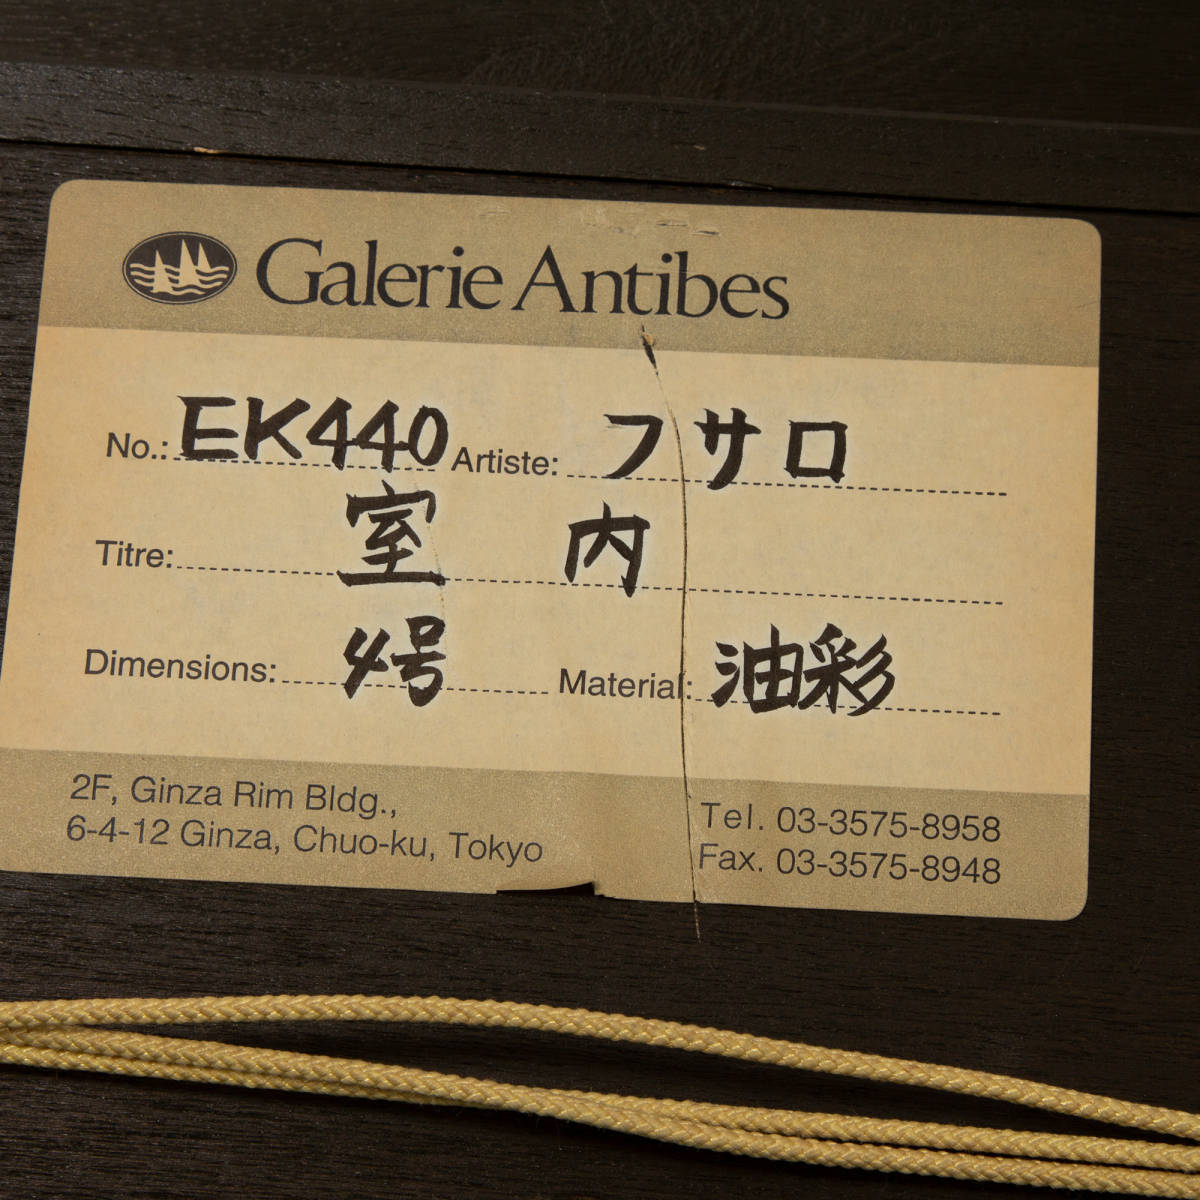 Galerie Antibes
No.: EK440 Artiste: フサロ
Titre: 室内
Dimensions: 4号 Material: 油彩
2F, Ginza Rim Bldg.,
6-4-12 Ginza, Chuo-ku, Tokyo
Tel. 03-3575-8958
Fax. 03-3575-8948